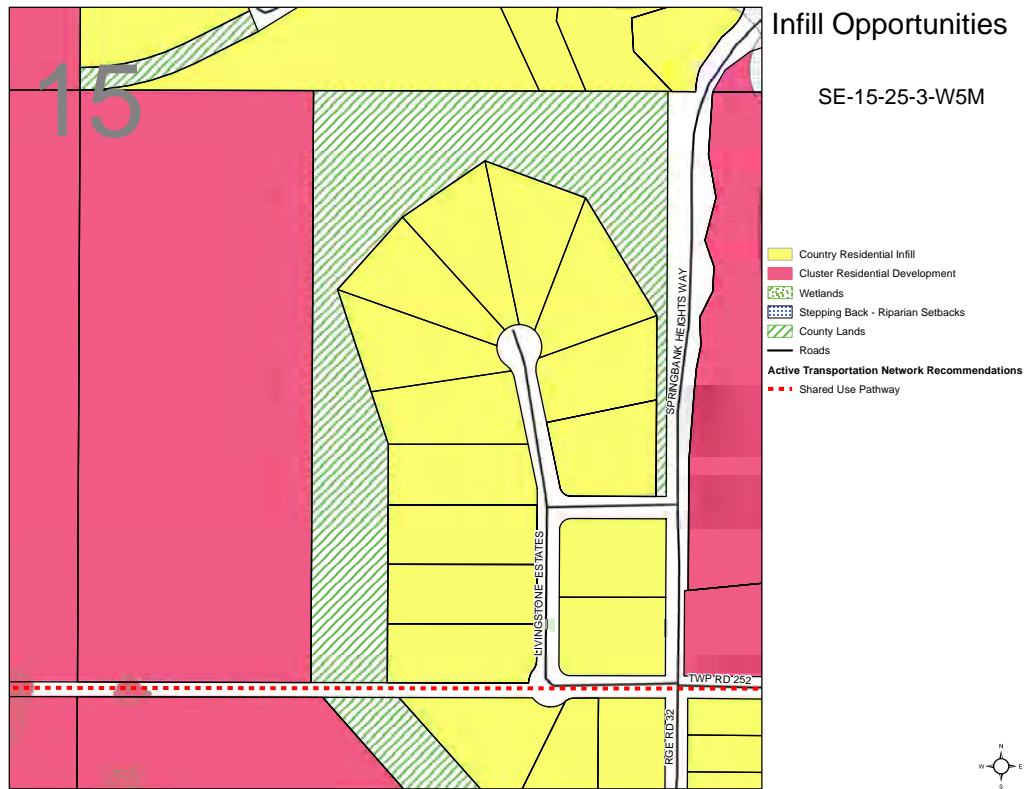 Infill Opportunities
SE-15-25-3-W5M
15
Country Residential Infill
Cluster Residential Development
Wetlands
Stepping Back - Riparian Setbacks
County Lands
Roads
Active Transportation Network Recommendations
Shared Use Pathway
SPRINGBANK HEIGHTS WAY
LIVINGSTONE ESTATES
TWP RD 252
RGE RD 32
N
W E
S